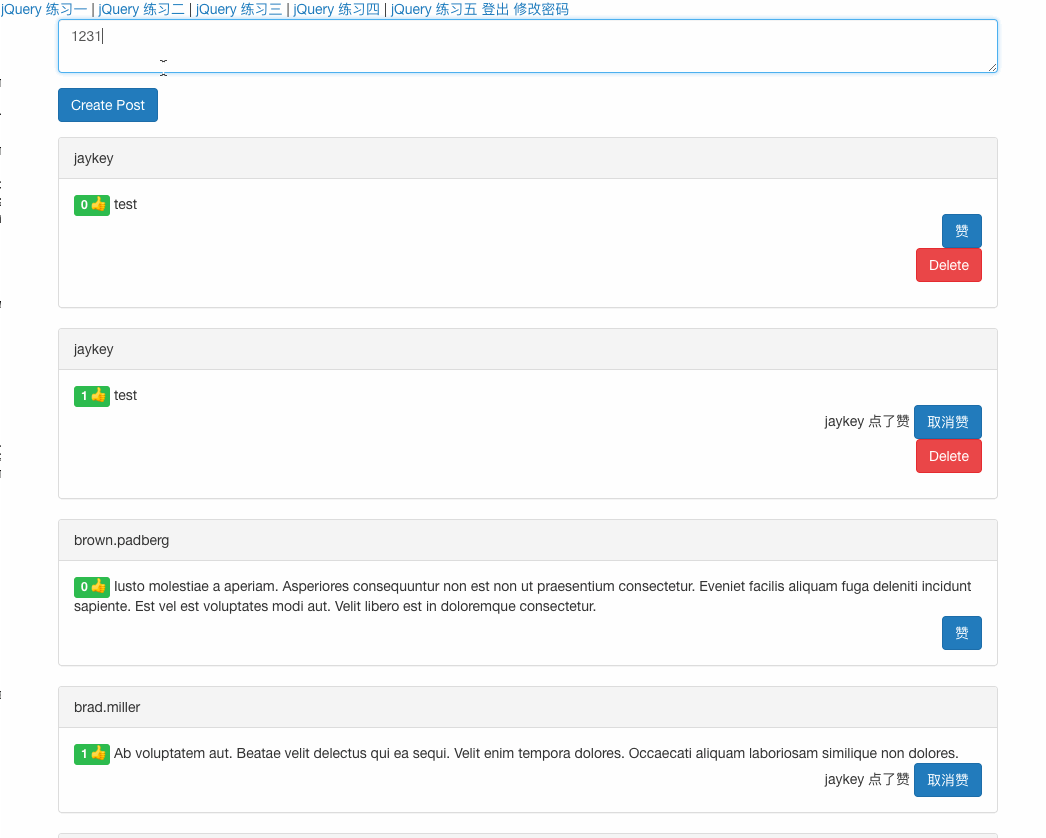 jQuery 练习一 | jQuery 练习二 | jQuery 练习三 | jQuery 练习四 | jQuery 练习五 登出 修改密码
1231
Create Post
jaykey
0👍 test
赞
Delete
jaykey
1👍 test
jaykey 点了赞 取消赞
Delete
brown.padberg
0👍 Iusto molestiae a aperiam. Asperiores consequuntur non est non ut praesentium consectetur. Eveniet facilis aliquam fuga deleniti incidunt
sapiente. Est vel est voluptates modi aut. Velit libero est in doloremque consectetur.
赞
brad.miller
1👍 Ab voluptatem aut. Beatae velit delectus qui ea sequi. Velit enim tempora dolores. Occaecati aliquam laboriosam similique non dolores.
jaykey 点了赞 取消赞